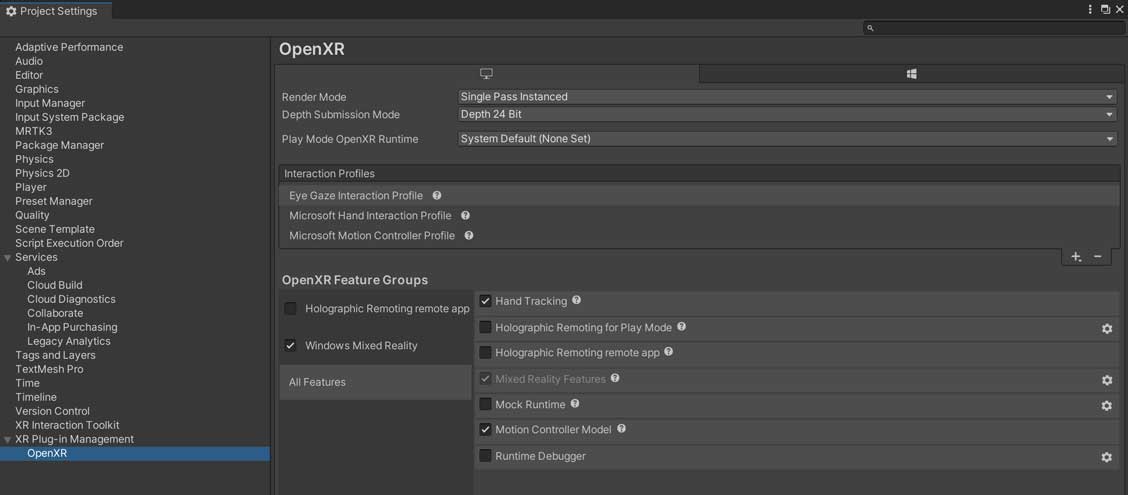 Project Settings
Adaptive Performance
Audio
Editor
Graphics
Input Manager
Input System Package
MRTK3
Package Manager
Physics
Physics 2D
Player
Preset Manager
Quality
Scene Template
Script Execution Order
Services
Ads
Cloud Build
Cloud Diagnostics
Collaborate
In-App Purchasing
Legacy Analytics
Tags and Layers
TextMesh Pro
Time
Timeline
Version Control
XR Interaction Toolkit
XR Plug-in Management
OpenXR
OpenXR
Render Mode Single Pass Instanced
Depth Submission Mode Depth 24 Bit
Play Mode OpenXR Runtime System Default (None Set)
Interaction Profiles
Eye Gaze Interaction Profile
Microsoft Hand Interaction Profile
Microsoft Motion Controller Profile
OpenXR Feature Groups
Holographic Remoting remote app
Windows Mixed Reality
All Features
Hand Tracking
Holographic Remoting for Play Mode
Holographic Remoting remote app
Mixed Reality Features
Mock Runtime
Motion Controller Model
Runtime Debugger